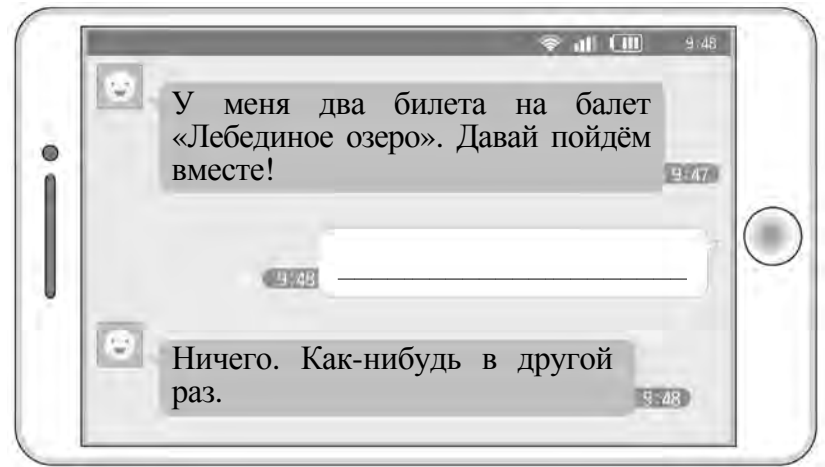 9:48
У меня два билета на балет
«Лебединое озеро». Давай пойдём
вместе!
9:47
9:48
Ничего. Как-нибудь в другой
раз.
9:48